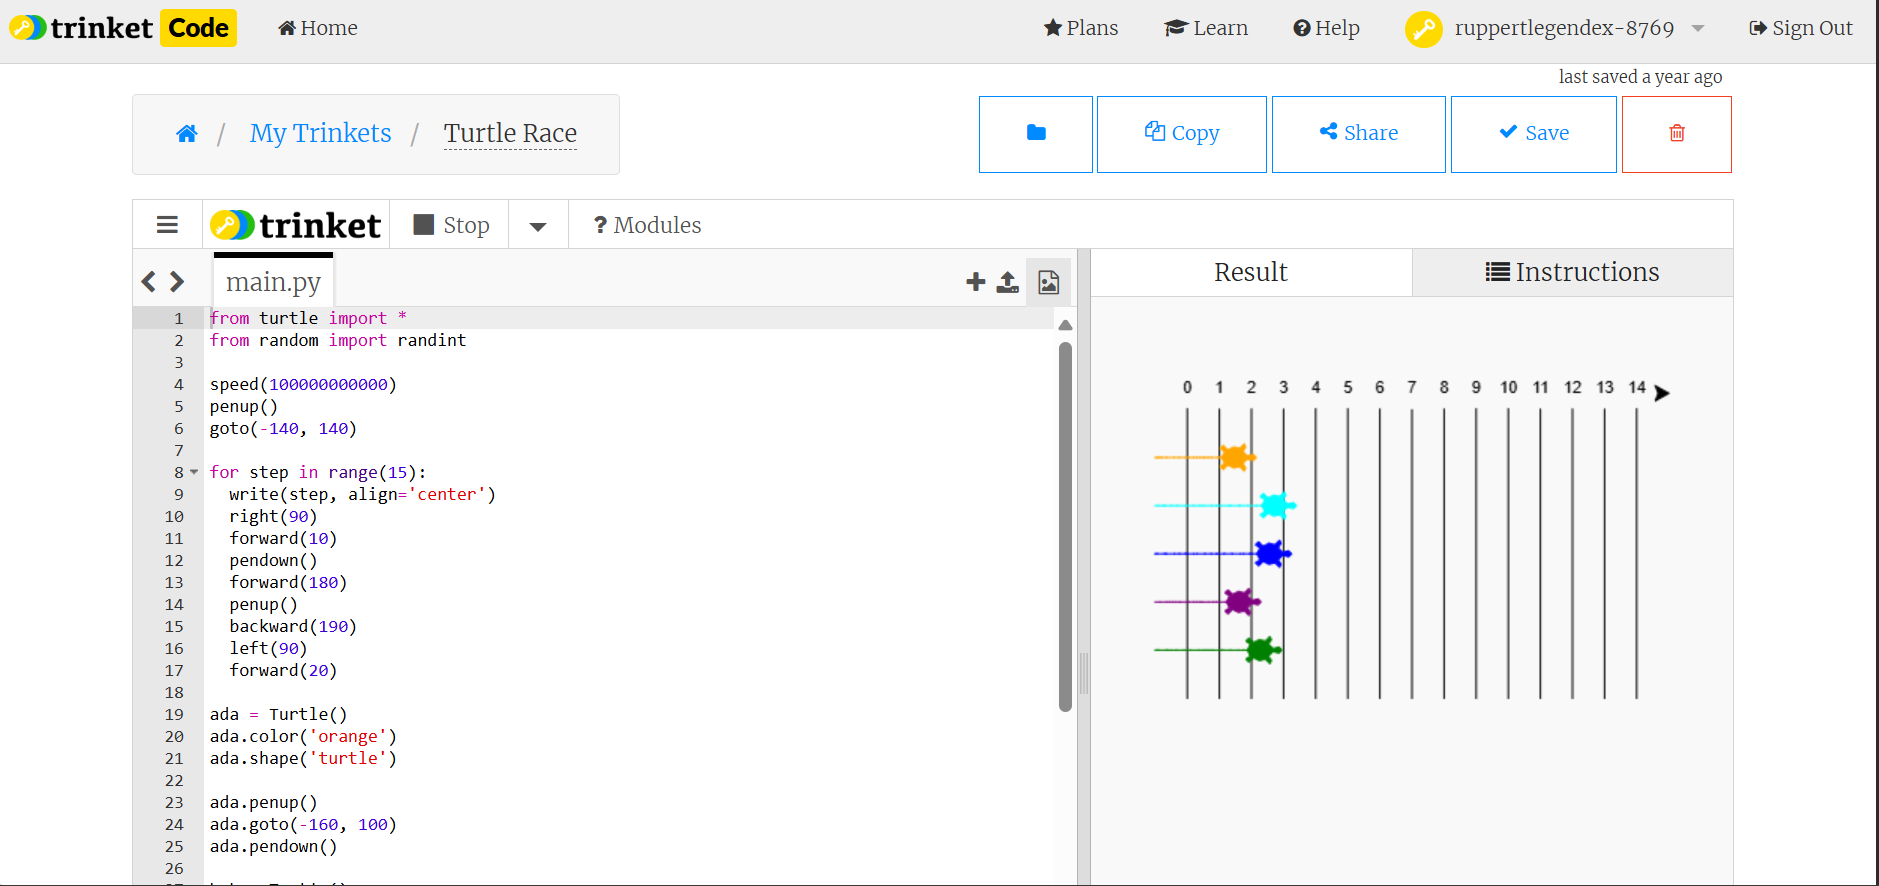 trinket Code Home Plans Learn Help ruppertlegendex-8769 Sign Out
last saved a year ago
/ My Trinkets / Turtle Race Copy Share Save
trinket Stop ? Modules
main.py Result Instructions
1 from turtle import *
2 from random import randint
3
4 speed(100000000000)
5 penup()
6 goto(-140, 140)
7
8 for step in range(15):
9 write(step, align='center')
10 right(90)
11 forward(10)
12 pendown()
13 forward(180)
14 penup()
15 backward(190)
16 left(90)
17 forward(20)
18
19 ada = Turtle()
20 ada.color('orange')
21 ada.shape('turtle')
22
23 ada.penup()
24 ada.goto(-160, 100)
25 ada.pendown()
26
0 1 2 3 4 5 6 7 8 9 10 11 12 13 14